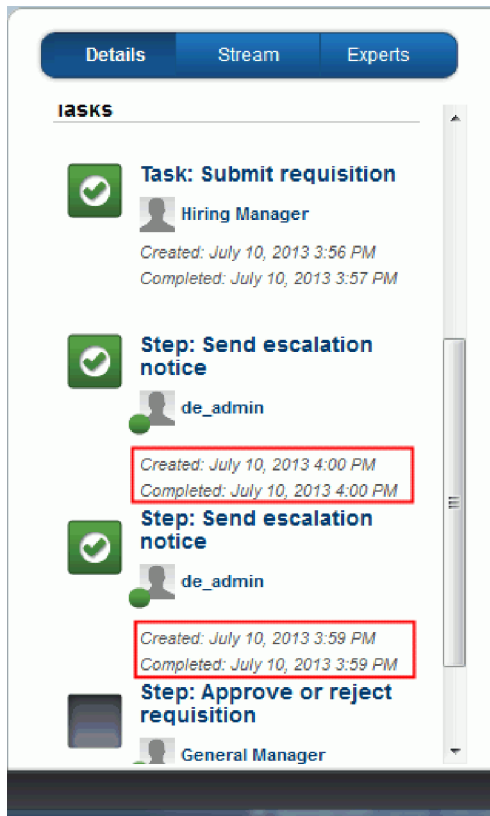 Details Stream Experts
Tasks
Task: Submit requisition
Hiring Manager
Created: July 10, 2013 3:56 PM
Completed: July 10, 2013 3:57 PM
Step: Send escalation
notice
de_admin
Created: July 10, 2013 4:00 PM
Completed: July 10, 2013 4:00 PM
Step: Send escalation
notice
de_admin
Created: July 10, 2013 3:59 PM
Completed: July 10, 2013 3:59 PM
Step: Approve or reject
requisition
General Manager